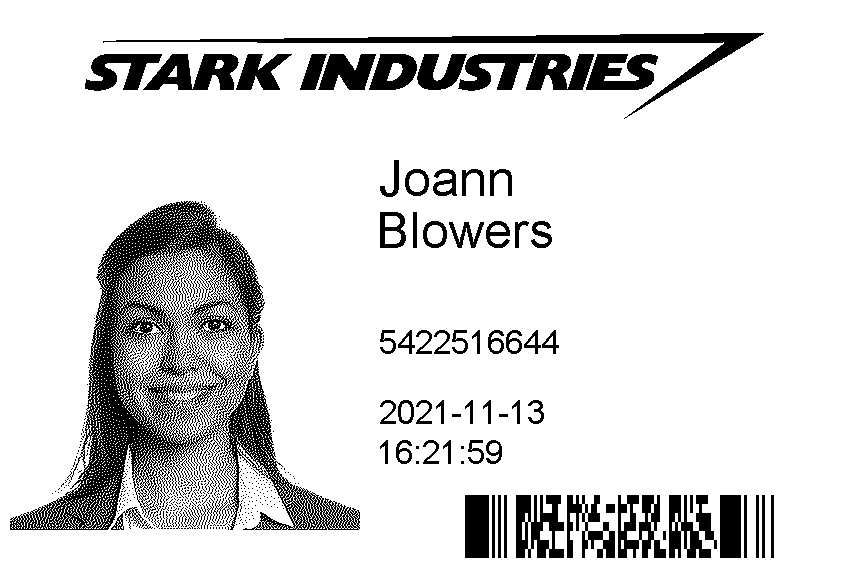 STARK INDUSTRIES
Joann
Blowers
5422516644
2021-11-13
16:21:59